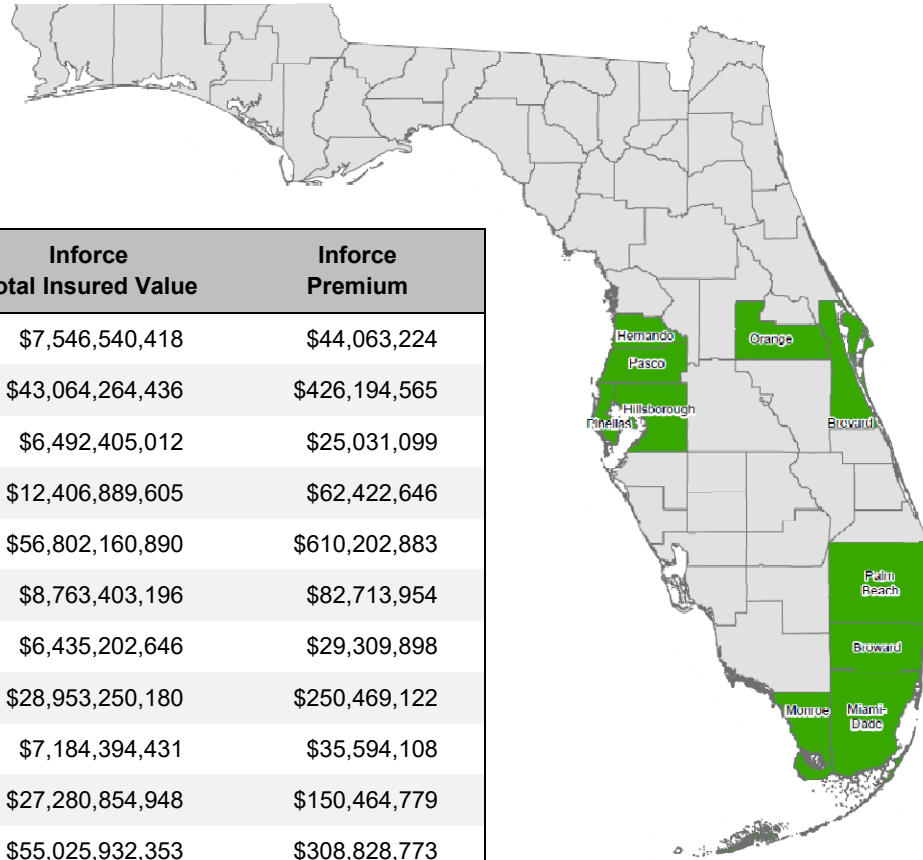 Inforce
otal Insured Value
Inforce
Premium
$7,546,540,418 $44,063,224
$43,064,264,436 $426,194,565
$6,492,405,012 $25,031,099
$12,406,889,605 $62,422,646
$56,802,160,890 $610,202,883
$8,763,403,196 $82,713,954
$6,435,202,646 $29,309,898
$28,953,250,180 $250,469,122
$7,184,394,431 $35,594,108
$27,280,854,948 $150,464,779
$55,025,932,353 $308,828,773
Hernando
Orange
Pasco
Hillsborough
Pinellas
Brevard
Palm
Beach
Broward
Monroe
Miami-
Dade